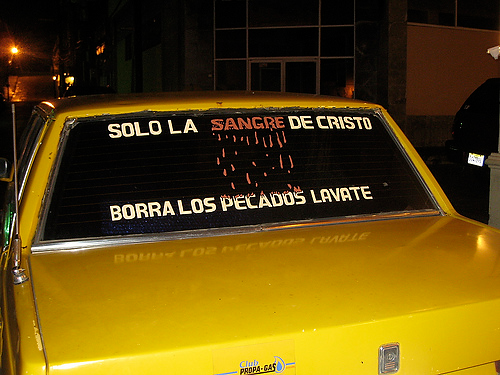 SOLO LA SANGRE DE CRISTO
BORRA LOS PECADOS LAVATE
Club
PROPA-GAS